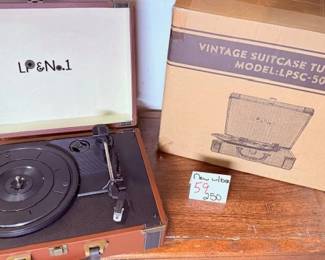 LP&No.1
VINTAGE SUITCASE TU
MODEL:LPSC-50
New w/box
59
250